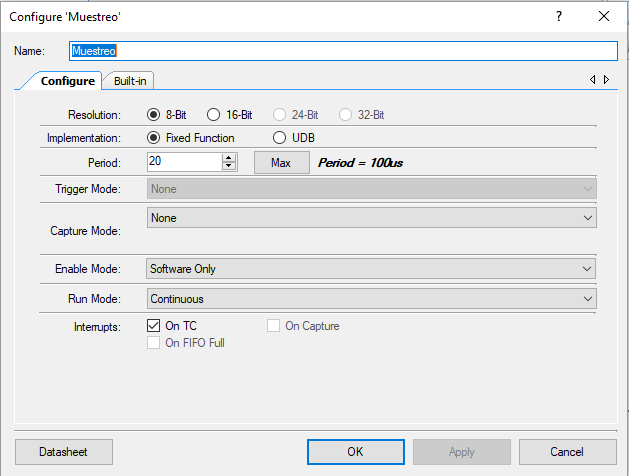 Configure 'Muestreo'
Name: Muestreo
Configure Built-in
Resolution: 8-Bit 16-Bit 24-Bit 32-Bit
Implementation: Fixed Function UDB
Period: 20 Max Period = 100us
Trigger Mode: None
Capture Mode: None
Enable Mode: Software Only
Run Mode: Continuous
Interrupts: On TC On Capture
On FIFO Full
Datasheet OK Apply Cancel